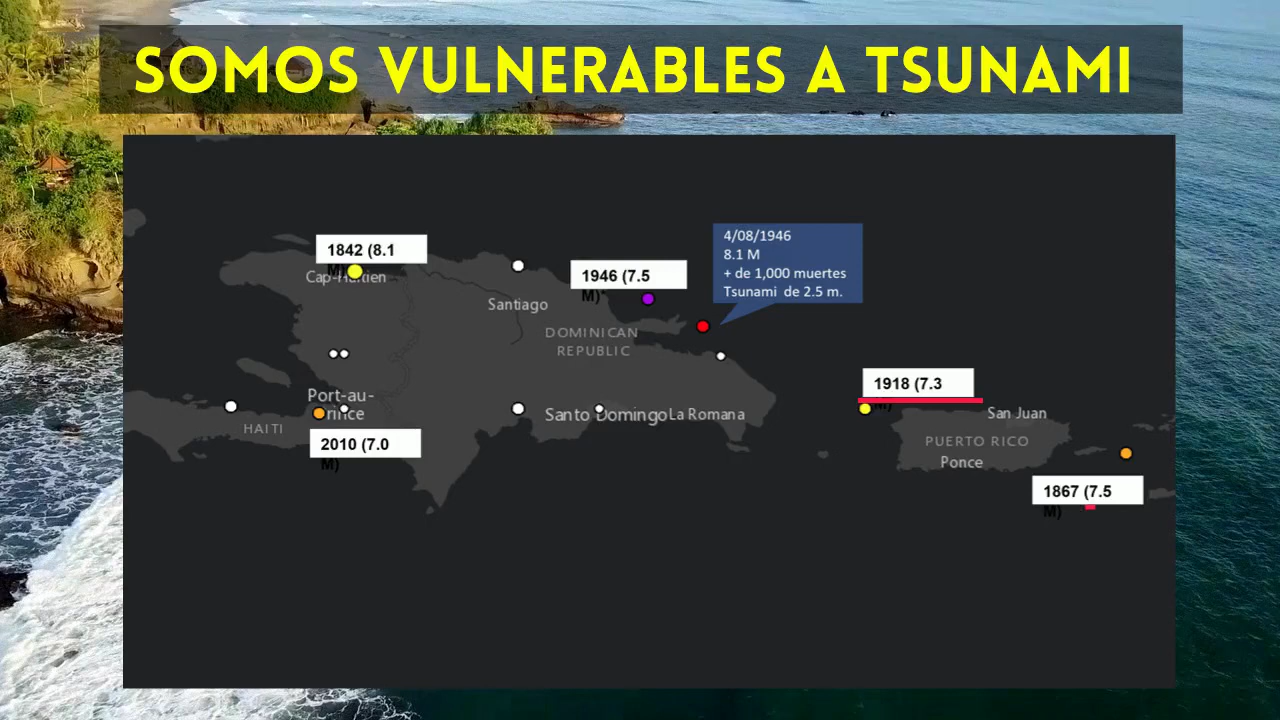 SOMOS VULNERABLES A TSUNAMI
4/08/1946
8.1 M
+ de 1,000 muertes
Tsunami de 2.5 m.
1842 (8.1
M)
Cap-Haïtien
1946 (7.5
M)*
Santiago
DOMINICAN
REPUBLIC
1918 (7.3
M)
Port-au-
Prince
HAITI
Santo Domingo
La Romana
San Juan
PUERTO RICO
Ponce
2010 (7.0
M)
1867 (7.5
M)